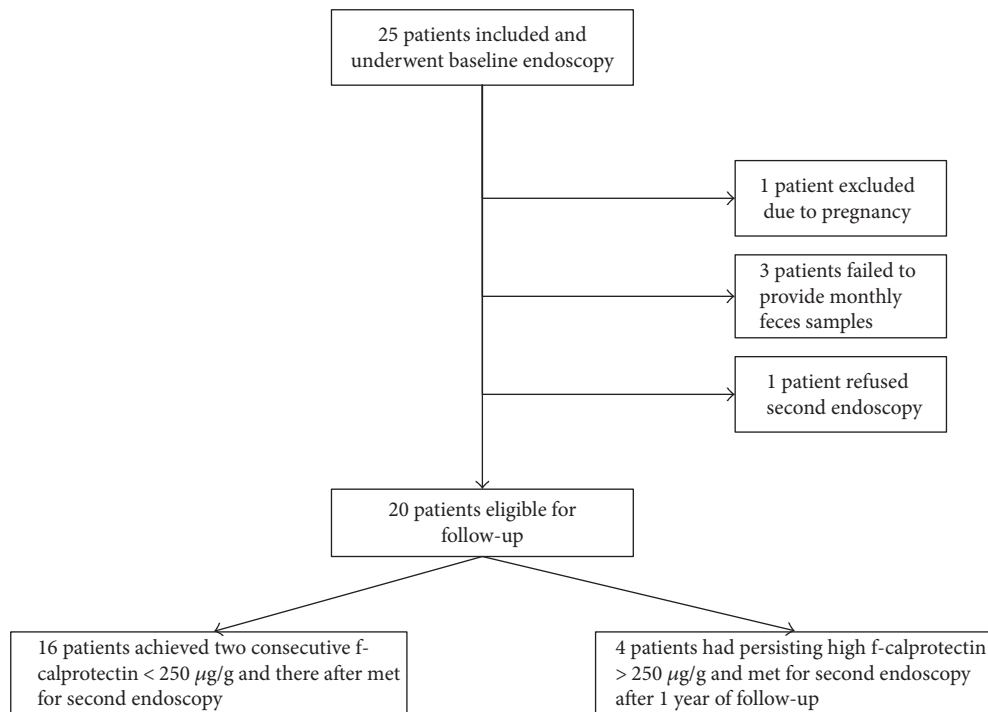 25 patients included and
underwent baseline endoscopy
1 patient excluded
due to pregnancy
3 patients failed to
provide monthly
feces samples
1 patient refused
second endoscopy
20 patients eligible for
follow-up
16 patients achieved two consecutive f-
calprotectin < 250 μg/g and there after met
for second endoscopy
4 patients had persisting high f-calprotectin
> 250 μg/g and met for second endoscopy
after 1 year of follow-up